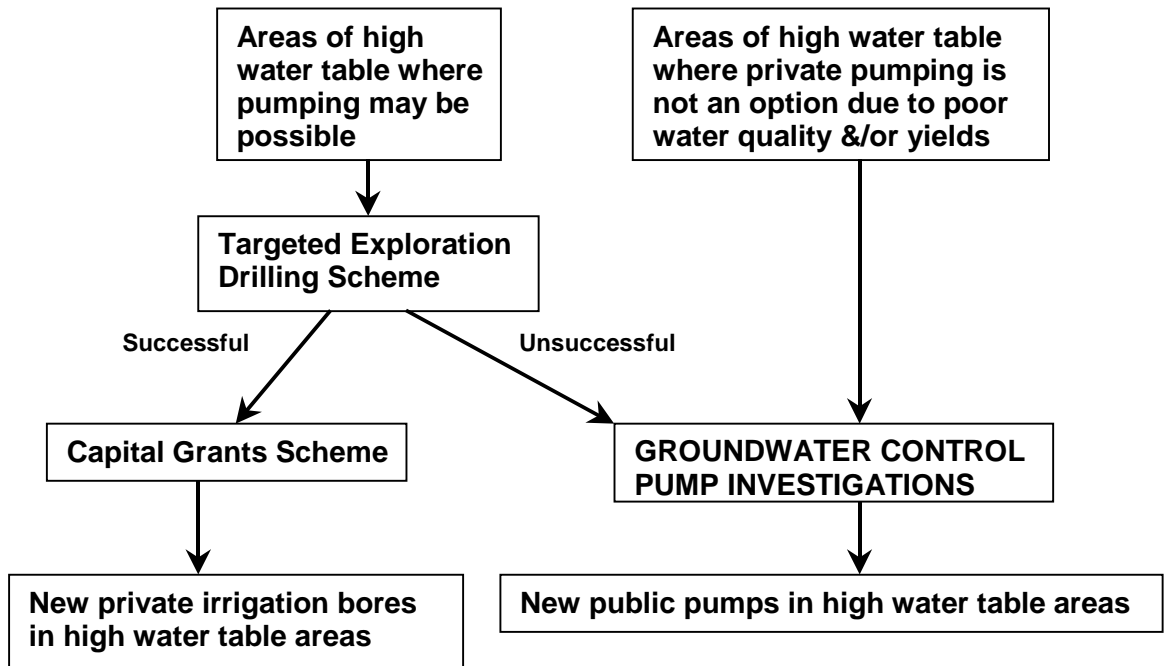 Areas of high
water table where
pumping may be
possible
Areas of high water table
where private pumping is
not an option due to poor
water quality &/or yields
Targeted Exploration
Drilling Scheme
Successful
Unsuccessful
Capital Grants Scheme
GROUNDWATER CONTROL
PUMP INVESTIGATIONS
New private irrigation bores
in high water table areas
New public pumps in high water table areas